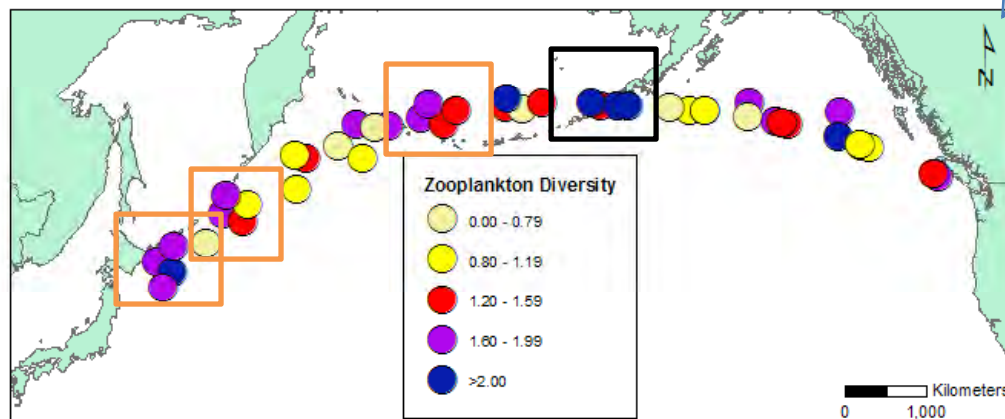 N
Zooplankton Diversity
0.00 - 0.79
0.80 - 1.19
1.20 - 1.59
1.60 - 1.99
>2.00
Kilometers
0 1,000